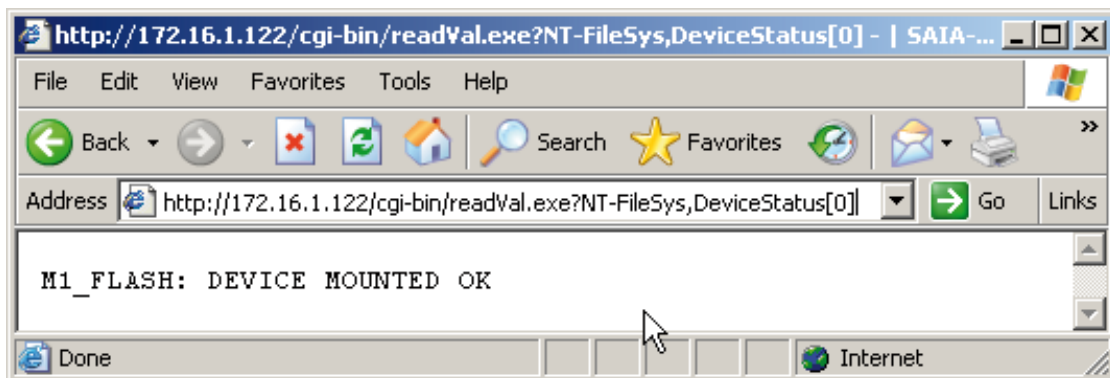 http://172.16.1.122/cgi-bin/readVal.exe?NT-FileSys,DeviceStatus[0] - | SAIA-...
File Edit View Favorites Tools Help
Back Search Favorites »
Address http://172.16.1.122/cgi-bin/readVal.exe?NT-FileSys,DeviceStatus[0] Go Links
M1_FLASH: DEVICE MOUNTED OK
Done Internet